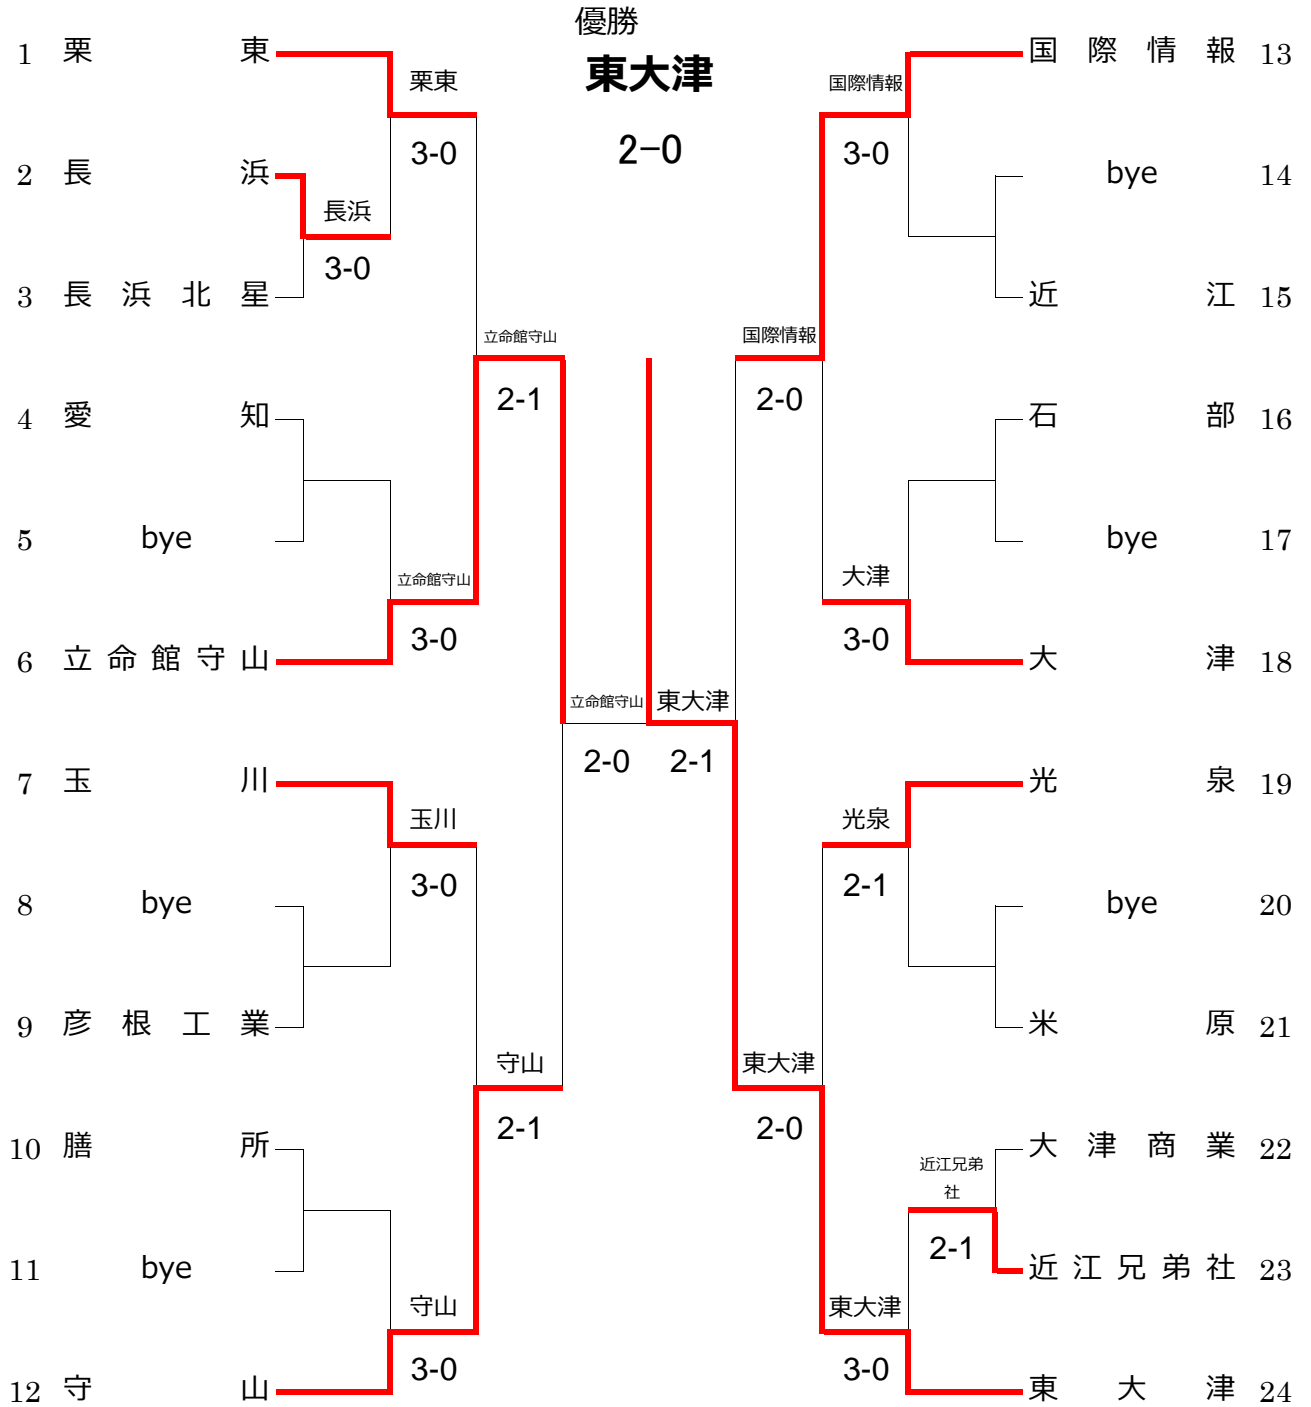 優勝
東大津
2-0
1 栗東
栗東
3-0
2 長浜
長浜
3-0
3 長浜北星
立命館守山
2-1
4 愛知
5 bye
立命館守山
3-0
6 立命館守山
立命館守山
2-0
7 玉川
玉川
3-0
8 bye
9 彦根工業
守山
2-1
10 膳所
11 bye
守山
3-0
12 守山
国際情報 13
国際情報
3-0
bye 14
近江 15
国際情報
2-0
石部 16
bye 17
大津
3-0
大津 18
東大津
2-1
光泉 19
光泉
2-1
bye 20
米原 21
東大津
2-0
大津商業 22
近江兄弟
社
2-1
近江兄弟社 23
東大津
3-0
東大津 24